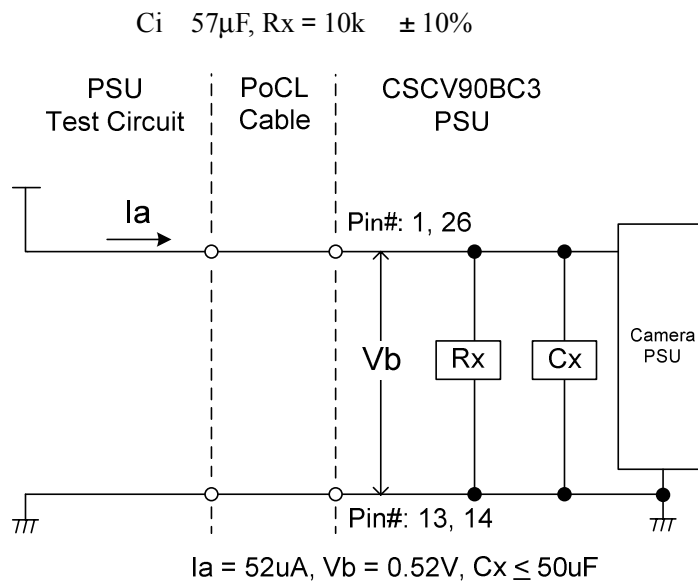 Ci 57µF, Rx = 10k ± 10%
PSU
Test Circuit
PoCL
Cable
CSCV90BC3
PSU
Ia
Pin#: 1, 26
Vb
Rx
Cx
Camera
PSU
Pin#: 13, 14
Ia = 52uA, Vb = 0.52V, Cx ≤ 50uF